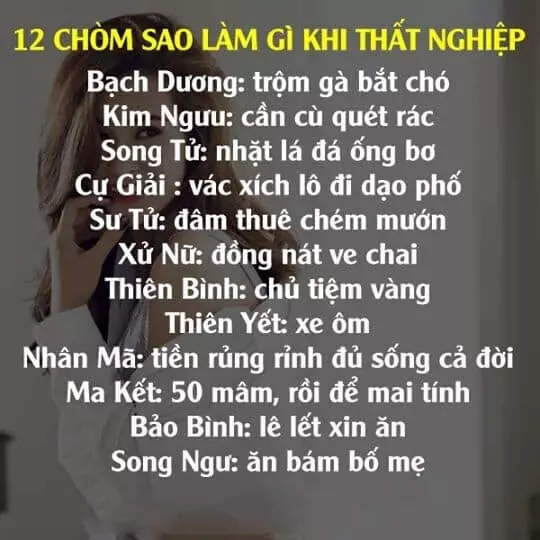 12 CHÒM SAO LÀM GÌ KHI THẤT NGHIỆP
Bạch Dương: trộm gà bắt chó
Kim Ngưu: cần cù quét rác
Song Tử: nhặt lá đá ống bơ
Cự Giải : vác xích lô đi dạo phố
Sư Tử: đâm thuê chém mướn
Xử Nữ: đồng nát ve chai
Thiên Bình: chủ tiệm vàng
Thiên Yết: xe ôm
Nhân Mã: tiền rủng rỉnh đủ sống cả đời
Ma Kết: 50 mâm, rồi để mai tính
Bảo Bình: lê lết xin ăn
Song Ngư: ăn bám bố mẹ